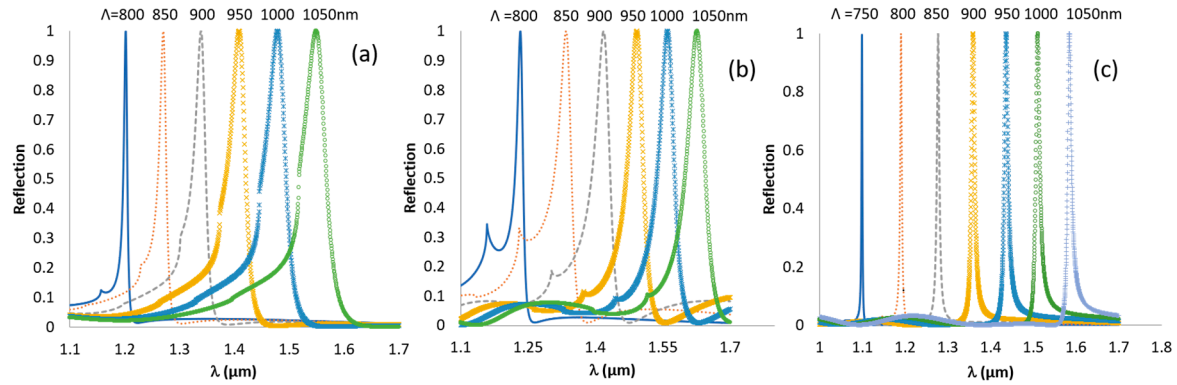 Λ=800 850 900 950 1000 1050nm
(a)
Reflection
1
0.9
0.8
0.7
0.6
0.5
0.4
0.3
0.2
0.1
0
1.1 1.2 1.3 1.4 1.5 1.6 1.7
λ (μm)
Λ =800 850 900 950 1000 1050nm
(b)
Reflection
1
0.9
0.8
0.7
0.6
0.5
0.4
0.3
0.2
0.1
0
1.1 1.25 1.4 1.55 1.7
λ (μm)
Λ =750 800 850 900 950 1000 1050nm
(c)
Reflection
1
0.8
0.6
0.4
0.2
0
1 1.1 1.2 1.3 1.4 1.5 1.6 1.7 1.8
λ (μm)